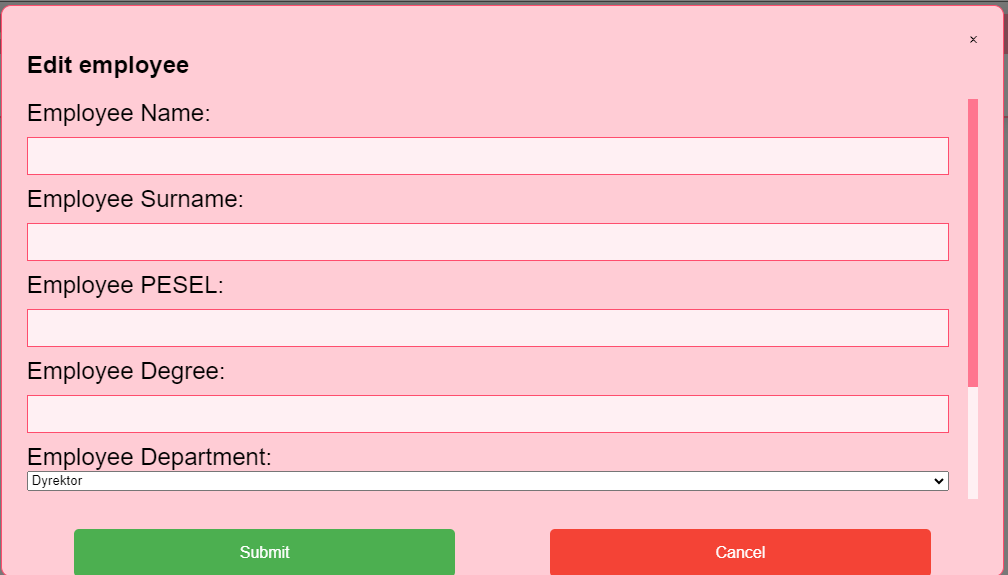 ×
Edit employee
Employee Name:
Employee Surname:
Employee PESEL:
Employee Degree:
Employee Department:
Dyrektor
Submit
Cancel